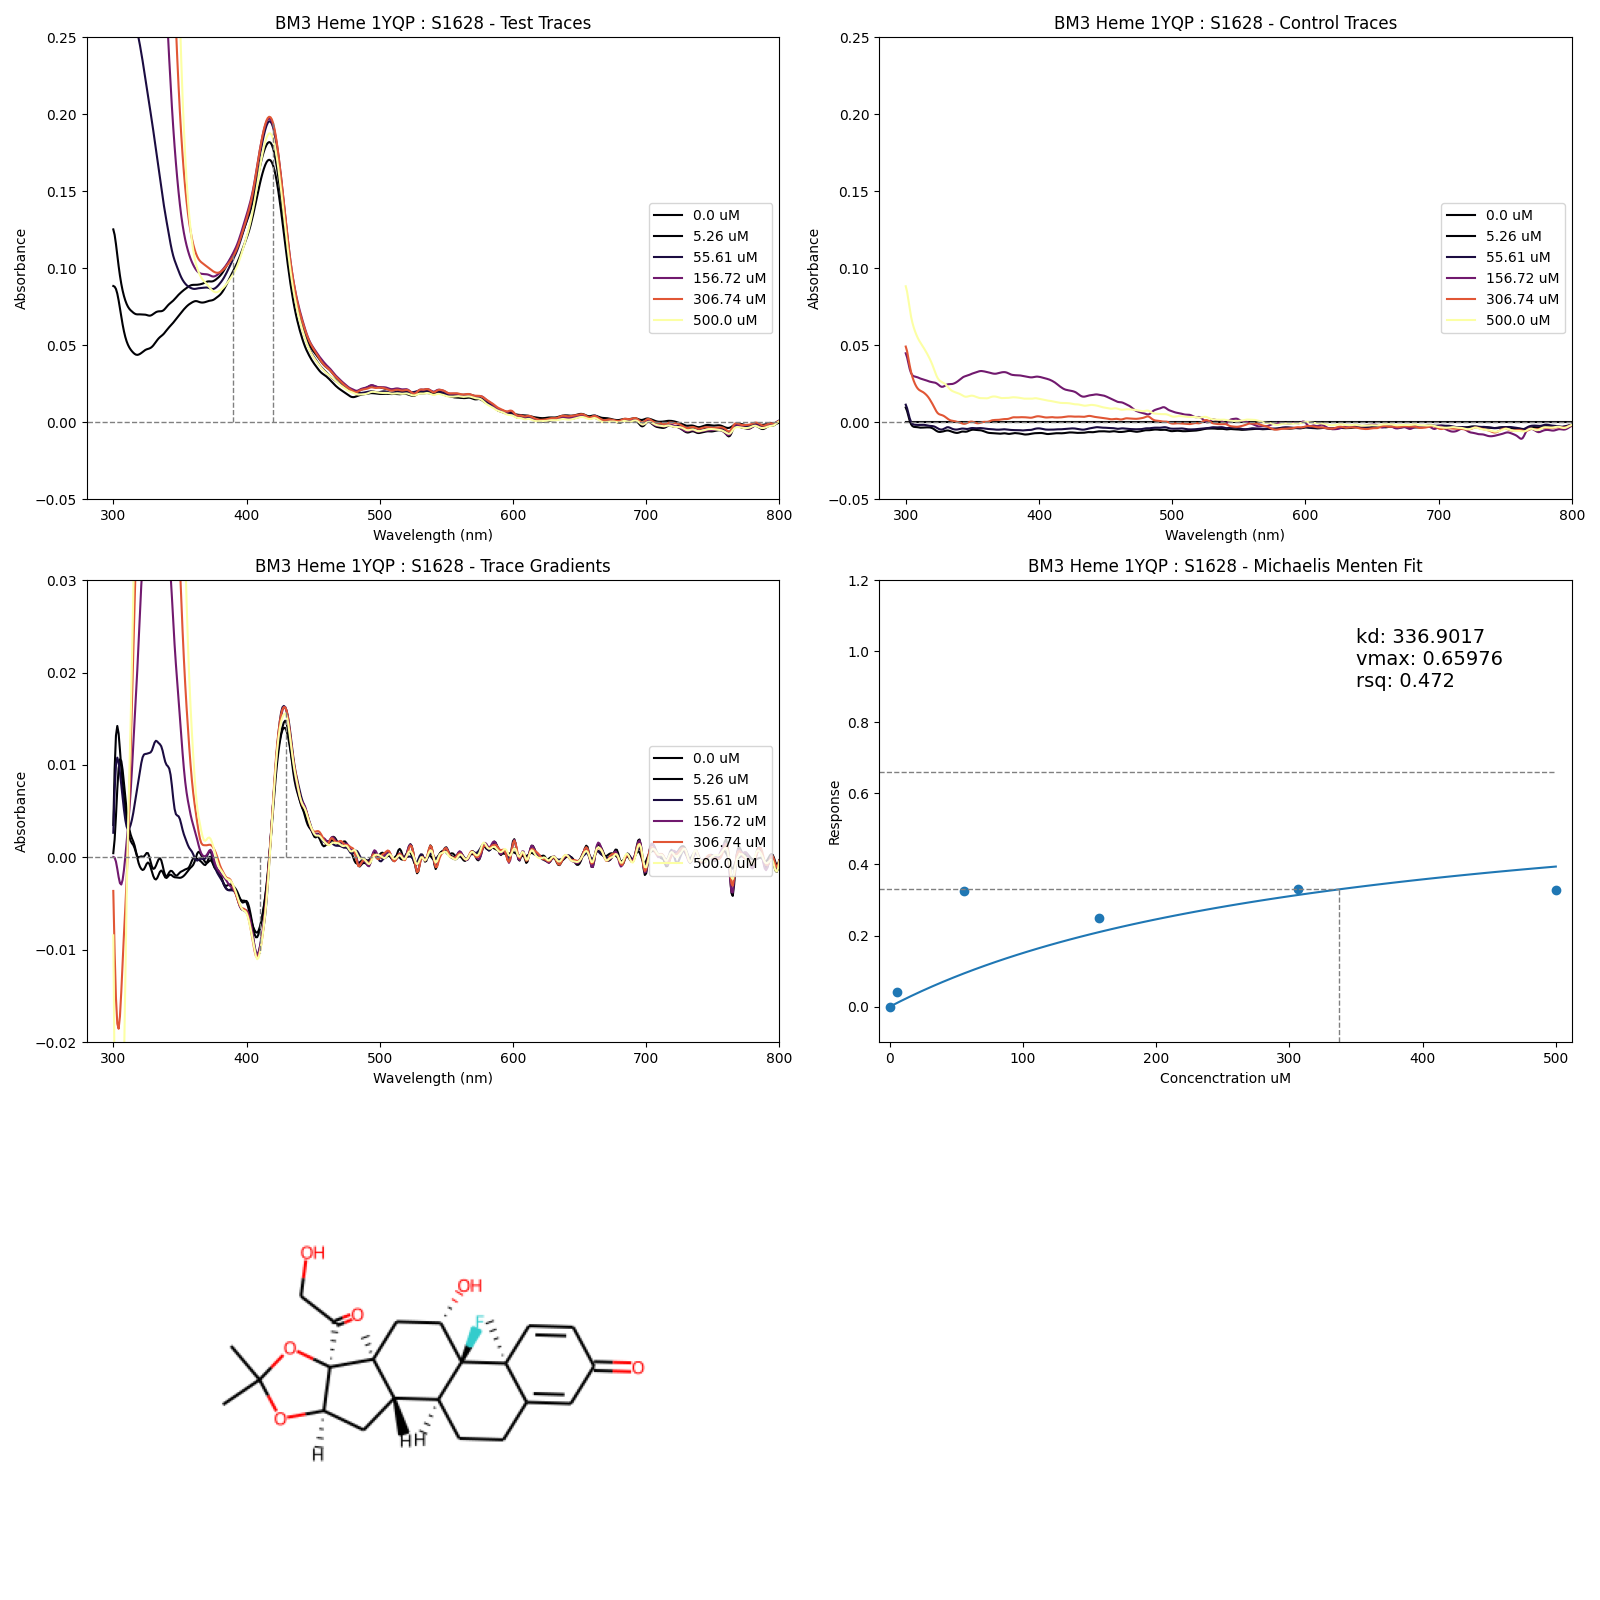 BM3 Heme 1YQP : S1628 - Test Traces
0.25
0.20
0.15
0.10
0.05
0.00
−0.05
Absorbance
300 400 500 600 700 800
Wavelength (nm)
0.0 uM
5.26 uM
55.61 uM
156.72 uM
306.74 uM
500.0 uM
BM3 Heme 1YQP : S1628 - Control Traces
0.25
0.20
0.15
0.10
0.05
0.00
−0.05
Absorbance
300 400 500 600 700 800
Wavelength (nm)
0.0 uM
5.26 uM
55.61 uM
156.72 uM
306.74 uM
500.0 uM
BM3 Heme 1YQP : S1628 - Trace Gradients
0.03
0.02
0.01
0.00
−0.01
−0.02
Absorbance
300 400 500 600 700 800
Wavelength (nm)
0.0 uM
5.26 uM
55.61 uM
156.72 uM
306.74 uM
500.0 uM
BM3 Heme 1YQP : S1628 - Michaelis Menten Fit
1.2
1.0
0.8
0.6
0.4
0.2
0.0
Response
0 100 200 300 400 500
Concenctration uM
kd: 336.9017
vmax: 0.65976
rsq: 0.472
OH
OH
O
F
O
O
O
H
H
H